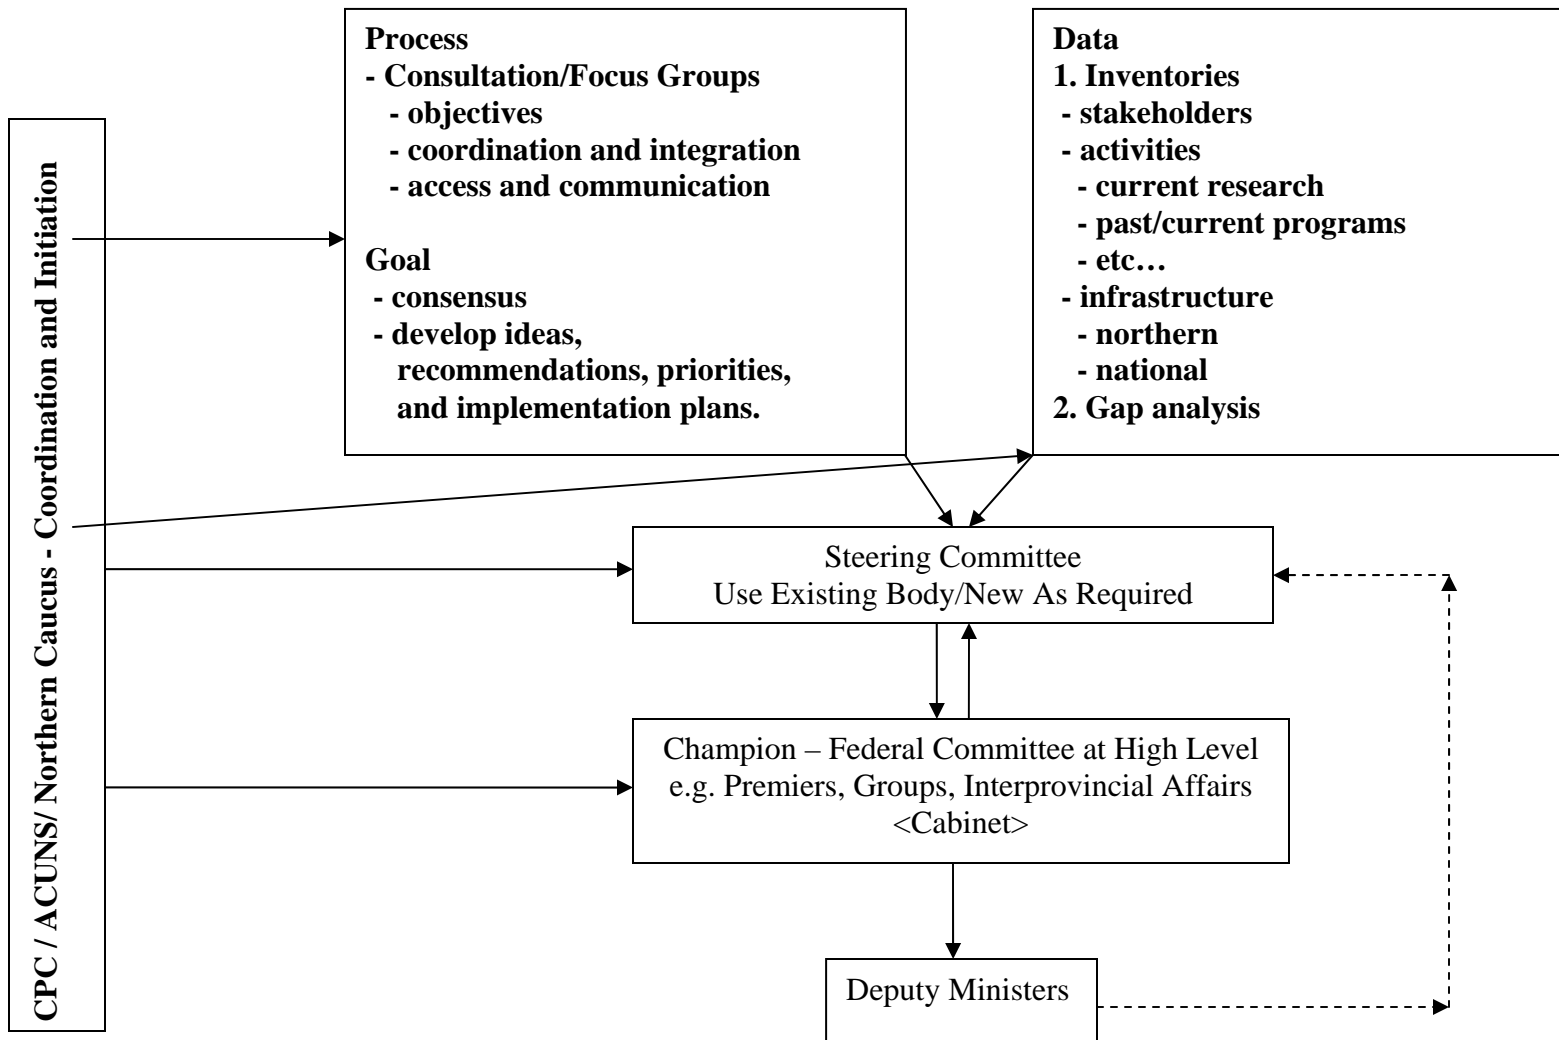 CPC / ACUNS/ Northern Caucus - Coordination and Initiation
Process
- Consultation/Focus Groups
- objectives
- coordination and integration
- access and communication
Goal
- consensus
- develop ideas,
recommendations, priorities,
and implementation plans.
Data
1. Inventories
- stakeholders
- activities
- current research
- past/current programs
- etc…
- infrastructure
- northern
- national
2. Gap analysis
Steering Committee
Use Existing Body/New As Required
Champion – Federal Committee at High Level
e.g. Premiers, Groups, Interprovincial Affairs
<Cabinet>
Deputy Ministers